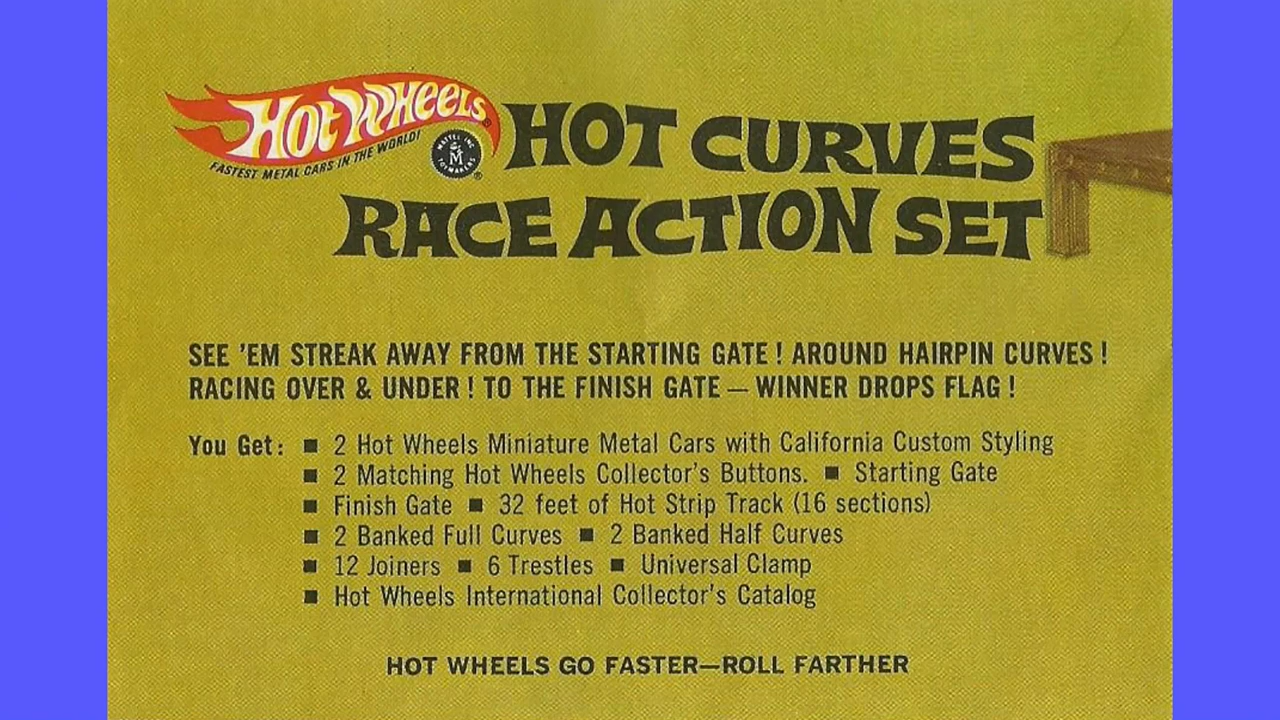 HOT WHEELS®
FASTEST METAL CARS IN THE WORLD!
MATTEL, INC.
M
TOYMAKERS
®
HOT CURVES
RACE ACTION SET
SEE 'EM STREAK AWAY FROM THE STARTING GATE! AROUND HAIRPIN CURVES!
RACING OVER & UNDER! TO THE FINISH GATE — WINNER DROPS FLAG!
You Get: ■ 2 Hot Wheels Miniature Metal Cars with California Custom Styling
■ 2 Matching Hot Wheels Collector's Buttons. ■ Starting Gate
■ Finish Gate ■ 32 feet of Hot Strip Track (16 sections)
■ 2 Banked Full Curves ■ 2 Banked Half Curves
■ 12 Joiners ■ 6 Trestles ■ Universal Clamp
■ Hot Wheels International Collector's Catalog
HOT WHEELS GO FASTER—ROLL FARTHER